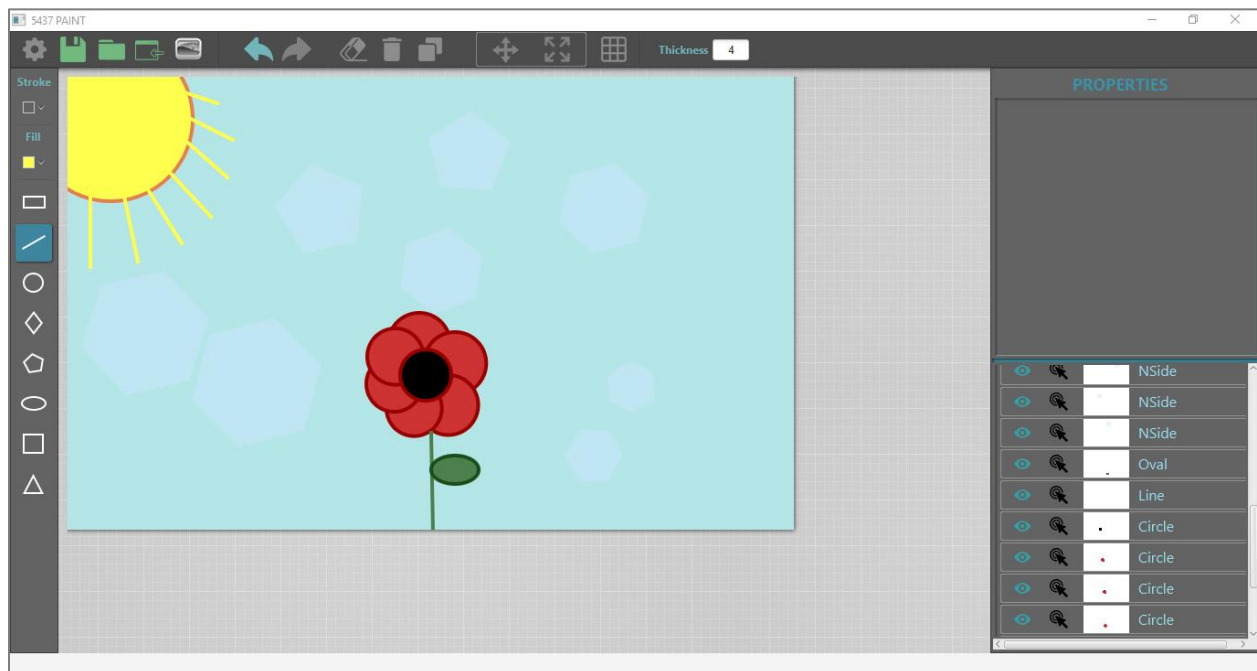 5437 PAINT
Thickness 4
Stroke
Fill
PROPERTIES
NSide
NSide
NSide
Oval
Line
Circle
Circle
Circle
Circle